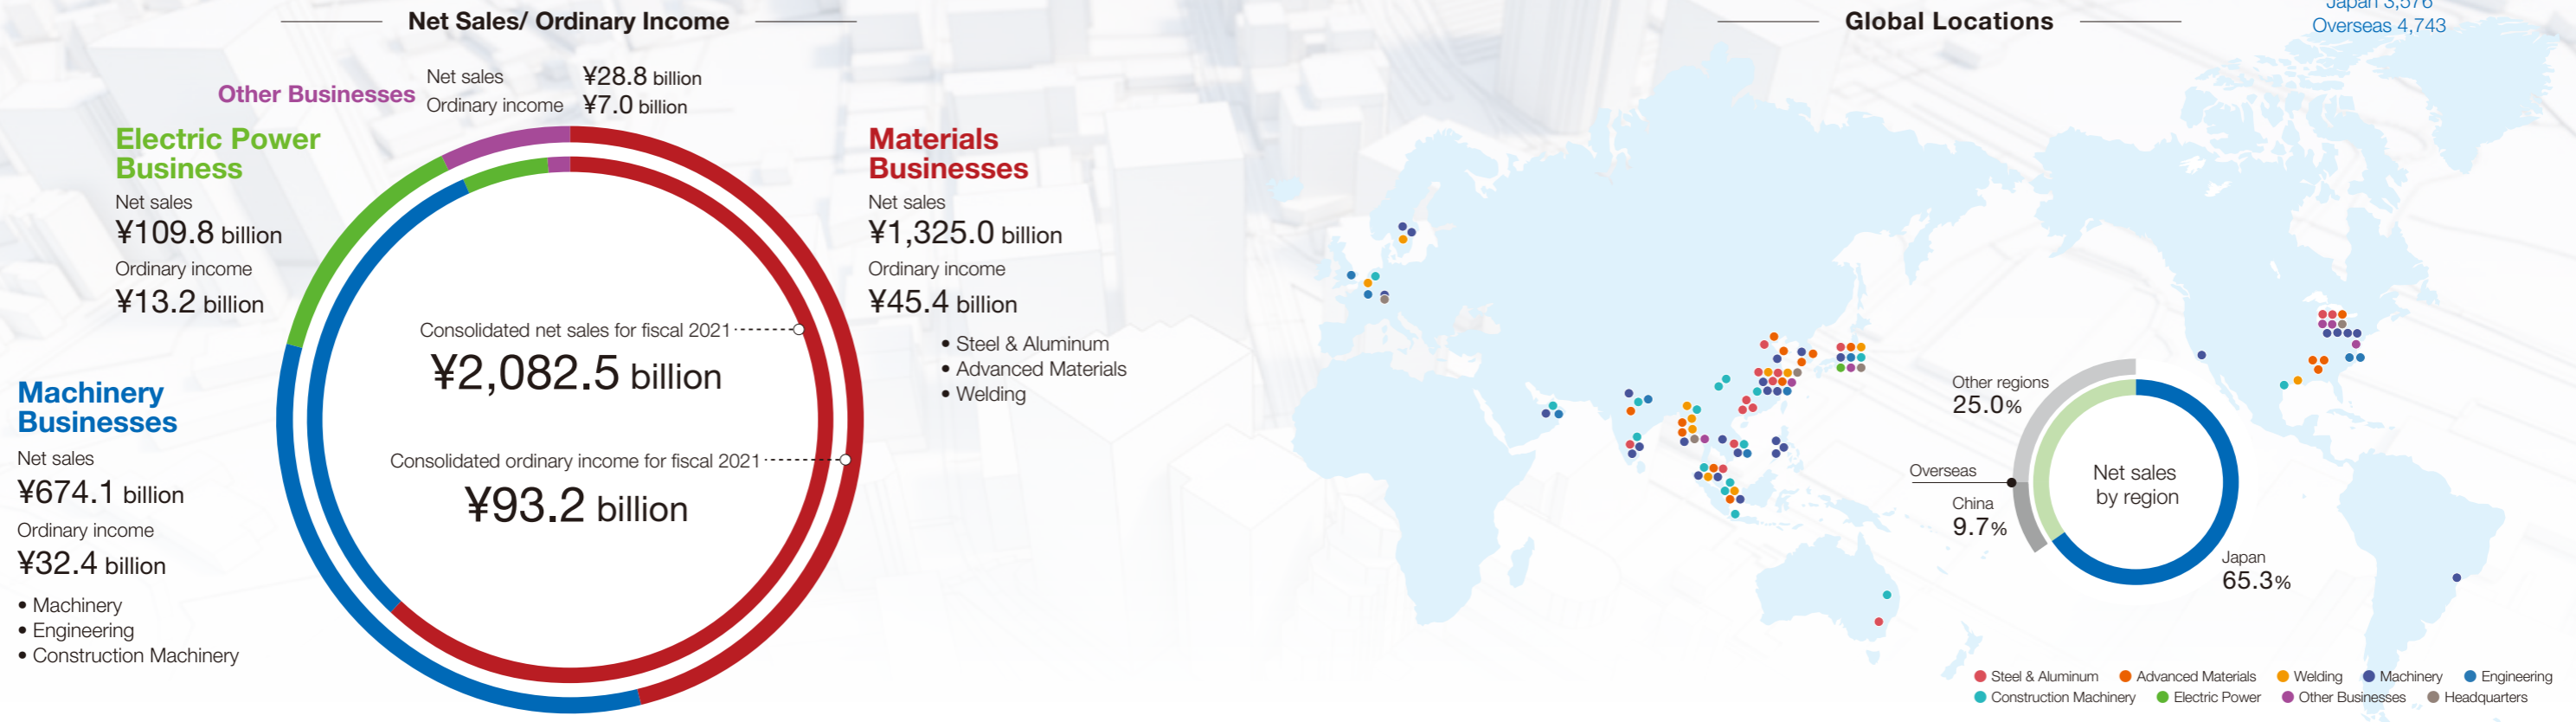 Net Sales/ Ordinary Income
Other Businesses
Net sales ¥28.8 billion
Ordinary income ¥7.0 billion
Electric Power
Business
Net sales
¥109.8 billion
Ordinary income
¥13.2 billion
Machinery
Businesses
Net sales
¥674.1 billion
Ordinary income
¥32.4 billion
• Machinery
• Engineering
• Construction Machinery
Consolidated net sales for fiscal 2021
¥2,082.5 billion
Consolidated ordinary income for fiscal 2021
¥93.2 billion
Materials
Businesses
Net sales
¥1,325.0 billion
Ordinary income
¥45.4 billion
• Steel & Aluminum
• Advanced Materials
• Welding
Global Locations
Japan 3,576
Overseas 4,743
Other regions
25.0%
Overseas
China
9.7%
Net sales
by region
Japan
65.3%
Steel & Aluminum Advanced Materials Welding Machinery Engineering
Construction Machinery Electric Power Other Businesses Headquarters